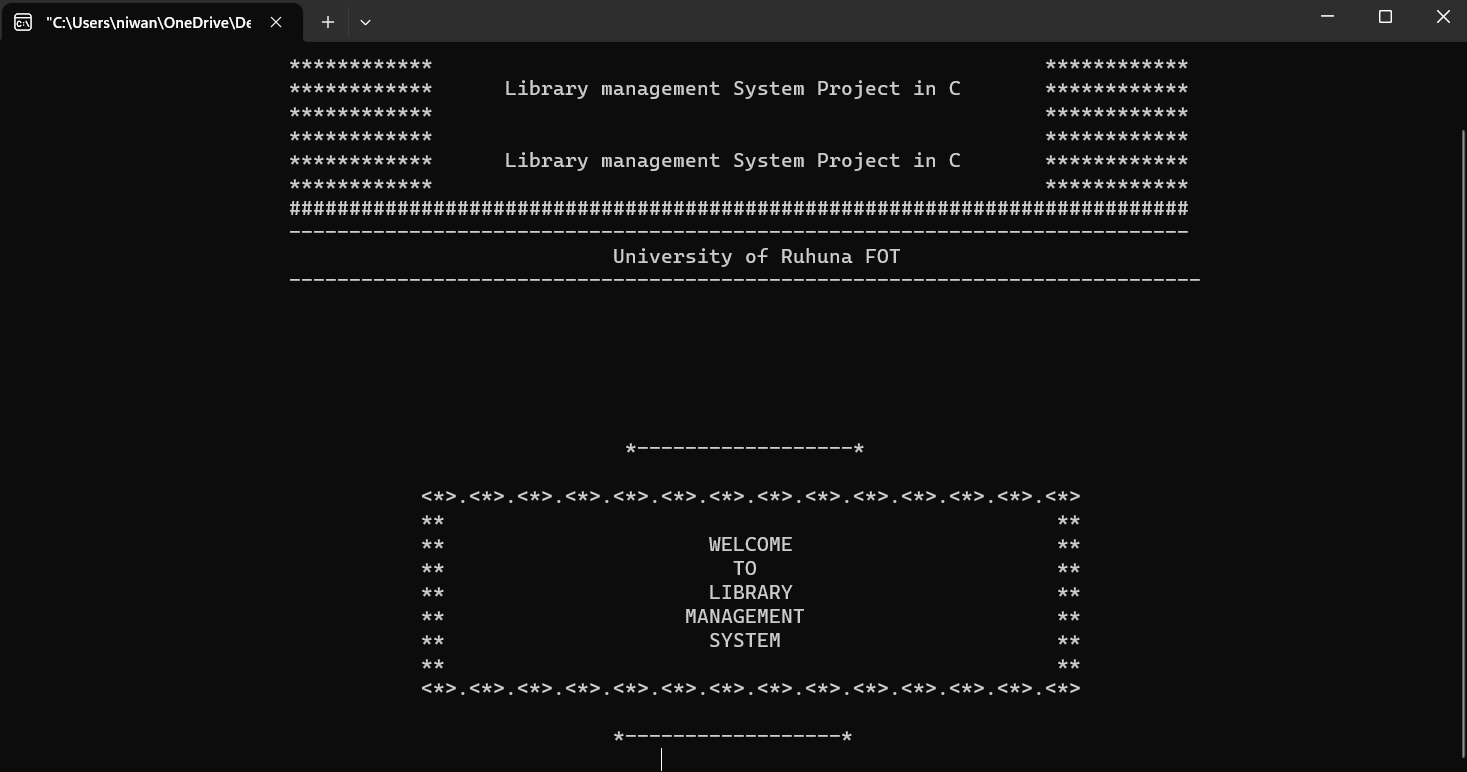 "C:\Users\niwan\OneDrive\De
************ ************
************ Library management System Project in C ************
************ ************
************ ************
************ Library management System Project in C ************
************ ************
###########################################################################
---------------------------------------------------------------------------
University of Ruhuna FOT
----------------------------------------------------------------------------
*------------------*
<*>.<*>.<*>.<*>.<*>.<*>.<*>.<*>.<*>.<*>.<*>.<*>.<*>.<*>
** **
** WELCOME **
** TO **
** LIBRARY **
** MANAGEMENT **
** SYSTEM **
** **
<*>.<*>.<*>.<*>.<*>.<*>.<*>.<*>.<*>.<*>.<*>.<*>.<*>.<*>
*------------------*